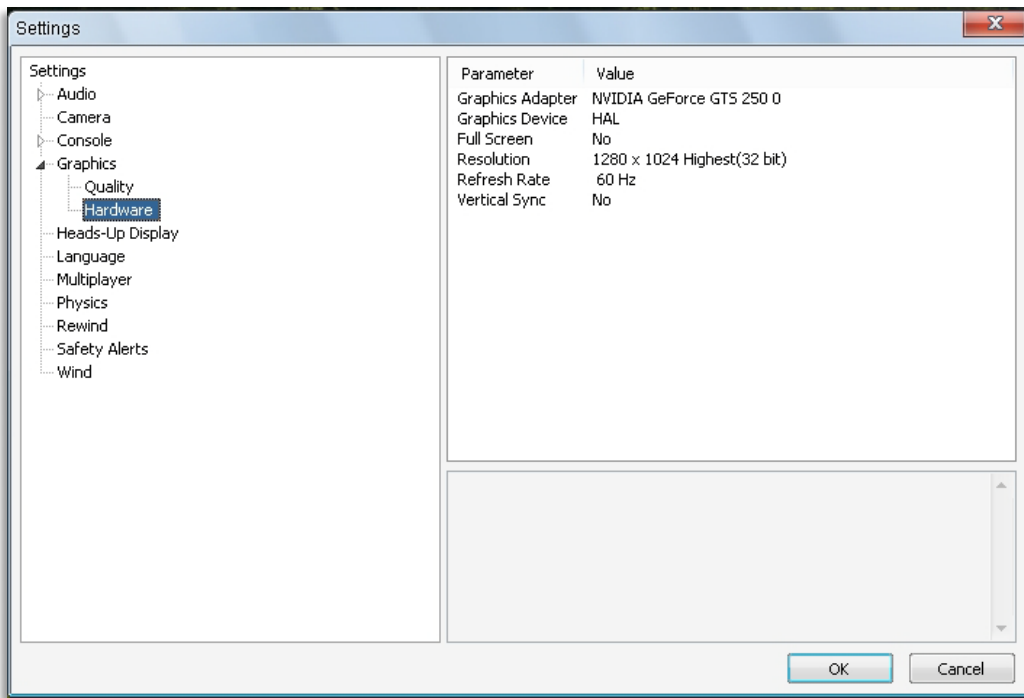 Settings
Settings
Audio
Camera
Console
Graphics
Quality
Hardware
Heads-Up Display
Language
Multiplayer
Physics
Rewind
Safety Alerts
Wind
Parameter Value
Graphics Adapter NVIDIA GeForce GTS 250 0
Graphics Device HAL
Full Screen No
Resolution 1280 x 1024 Highest(32 bit)
Refresh Rate 60 Hz
Vertical Sync No
OK Cancel